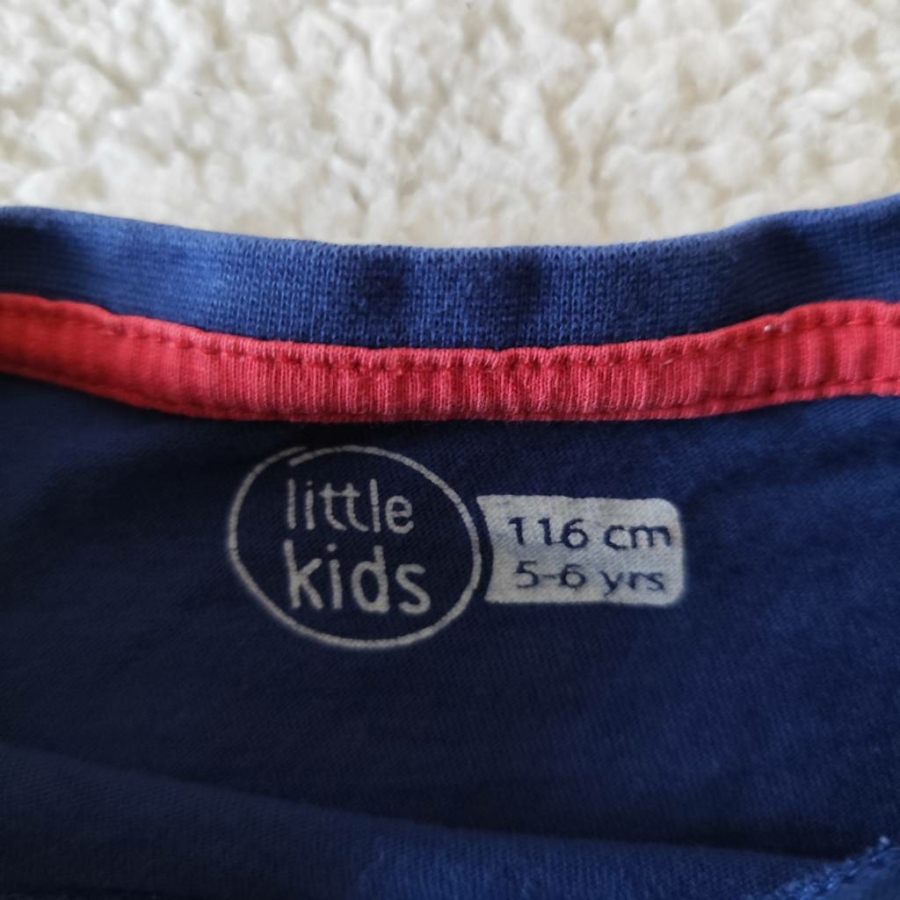 little
kids
116 cm
5-6 yrs